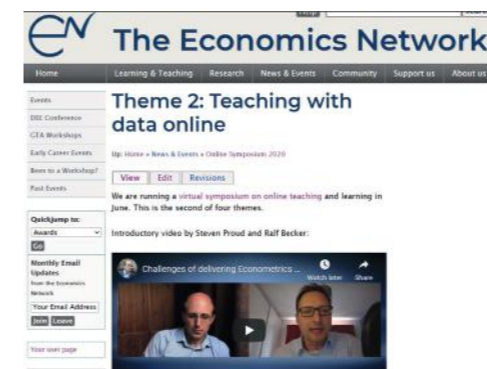 EN
The Economics Network
Home Learning & Teaching Research News & Events Community Support us About us
Events
DEE Conference
GTA Workshops
Early Career Events
Been to a Workshop?
Past Events
Quickjump to:
Awards
Go
Monthly Email
Updates
from the Economics
Network
Your Email Address
Join Leave
Your user page
Theme 2: Teaching with
data online
Up: Home » News & Events » Online Symposium 2020
View Edit Revisions
We are running a virtual symposium on online teaching and learning in
June. This is the second of four themes.
Introductory video by Steven Proud and Ralf Becker:
Challenges of delivering Econometrics ...
Watch later Share